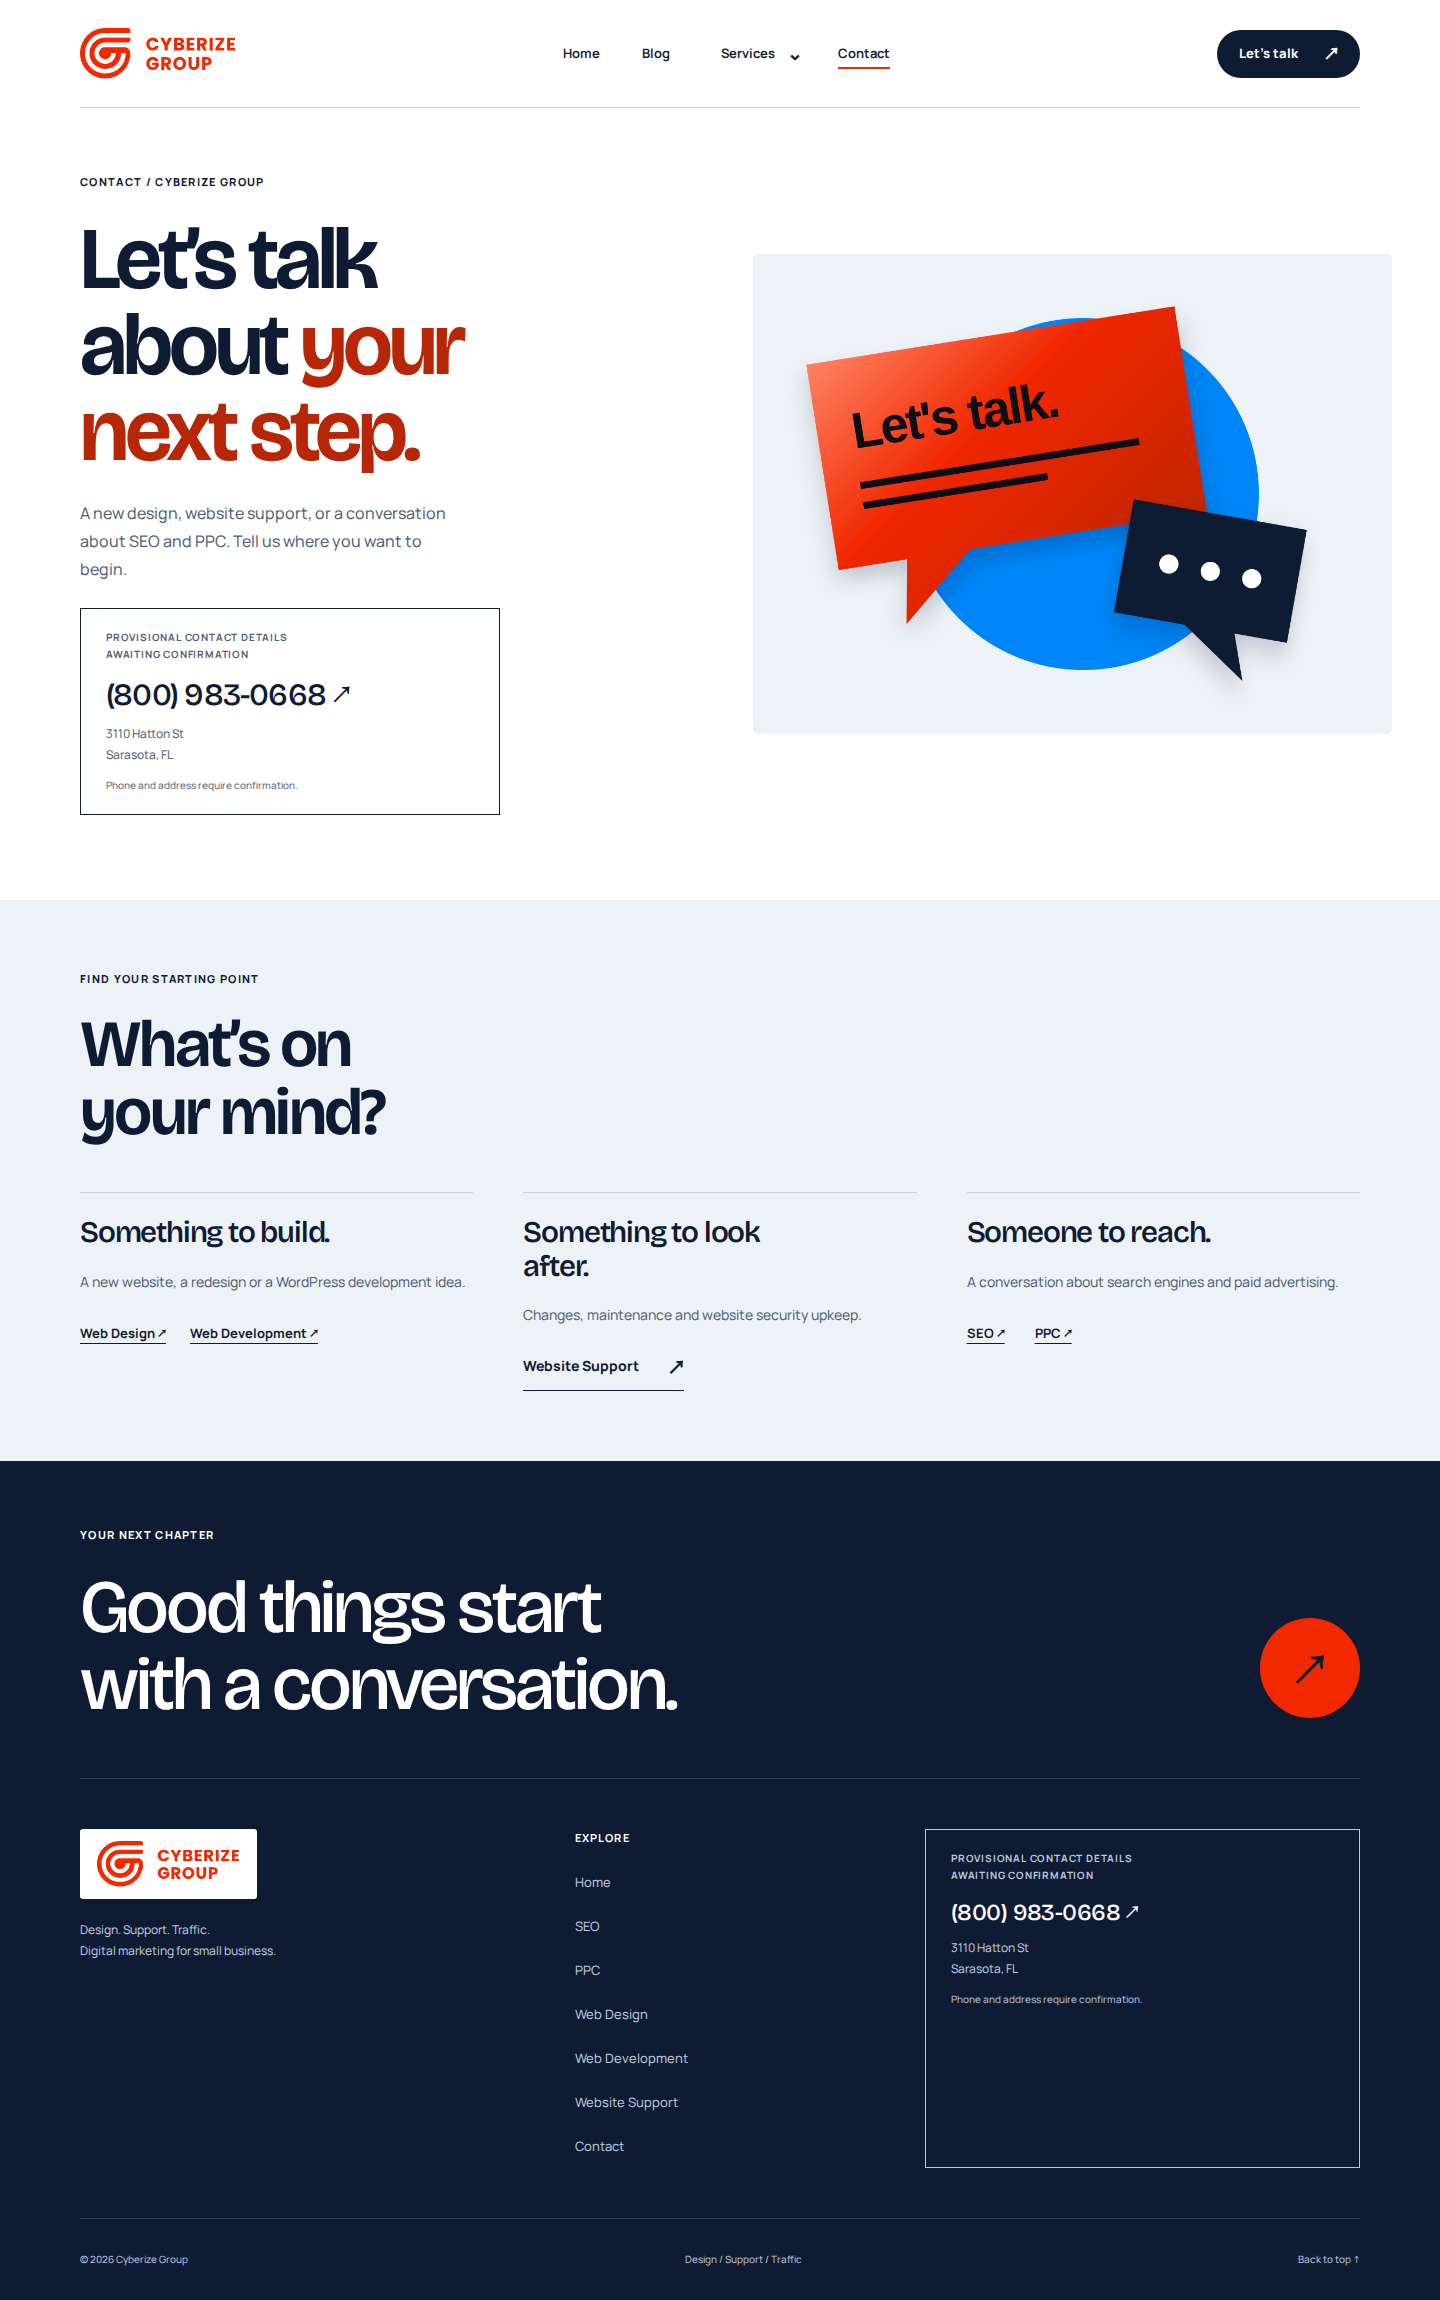 CYBERIZE
GROUP
Home
Blog
Services
Contact
Let's talk ↗
CONTACT / CYBERIZE GROUP
Let's talk
about your
next step.
A new design, website support, or a conversation
about SEO and PPC. Tell us where you want to
begin.
PROVISIONAL CONTACT DETAILS
AWAITING CONFIRMATION
(800) 983-0668 ↗
3110 Hatton St
Sarasota, FL
Phone and address require confirmation.
Let's talk.
FIND YOUR STARTING POINT
What's on
your mind?
Something to build.
A new website, a redesign or a WordPress development idea.
Web Design ↗
Web Development ↗
Something to look
after.
Changes, maintenance and website security upkeep.
Website Support ↗
Someone to reach.
A conversation about search engines and paid advertising.
SEO ↗
PPC ↗
YOUR NEXT CHAPTER
Good things start
with a conversation.
↗
CYBERIZE
GROUP
Design. Support. Traffic.
Digital marketing for small business.
EXPLORE
Home
SEO
PPC
Web Design
Web Development
Website Support
Contact
PROVISIONAL CONTACT DETAILS
AWAITING CONFIRMATION
(800) 983-0668 ↗
3110 Hatton St
Sarasota, FL
Phone and address require confirmation.
© 2026 Cyberize Group
Design / Support / Traffic
Back to top ↑